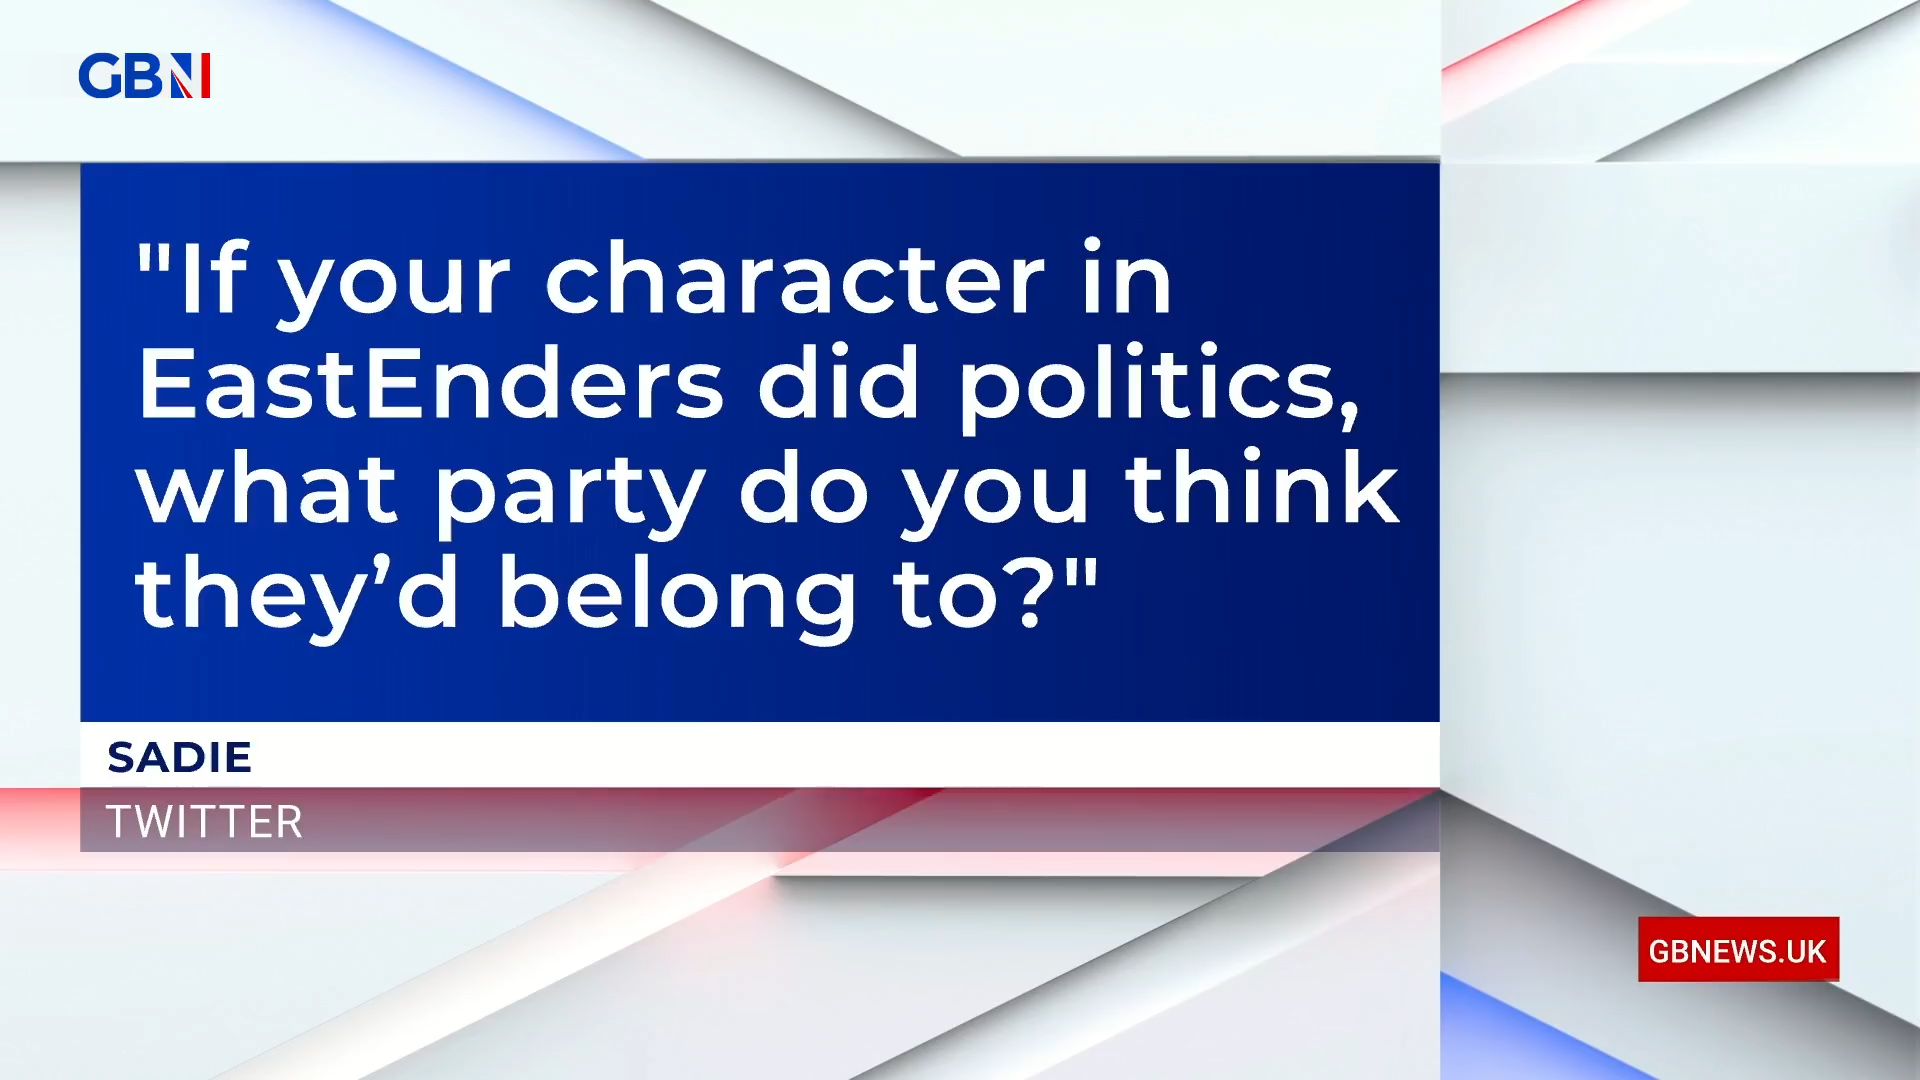 GBN
"If your character in
EastEnders did politics,
what party do you think
they’d belong to?"
SADIE
TWITTER
GBNEWS.UK